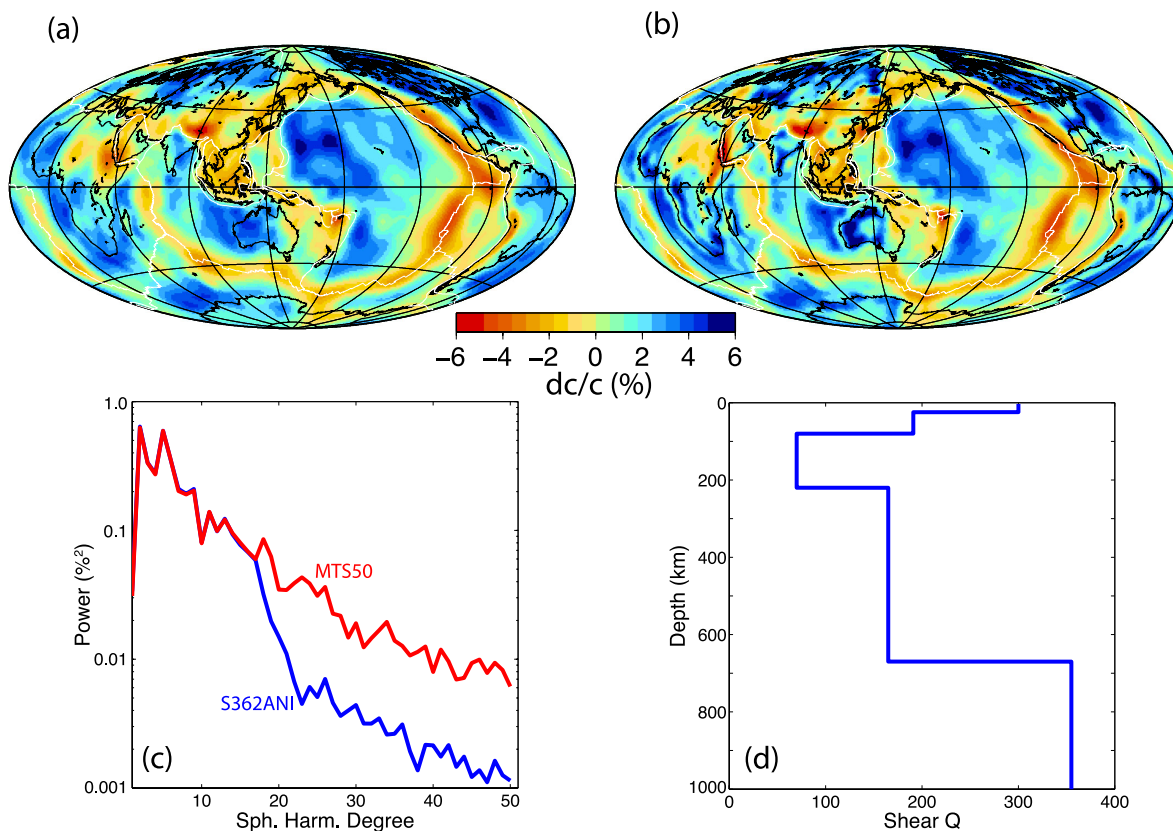 (a)
(b)
−6 −4 −2 0 2 4 6
dc/c (%)
1.0
0.1
0.01
0.001
Power (%²)
MTS50
S362ANI
(c)
10 20 30 40 50
Sph. Harm. Degree
0
200
400
600
800
1000
Depth (km)
(d)
0 100 200 300 400
Shear Q